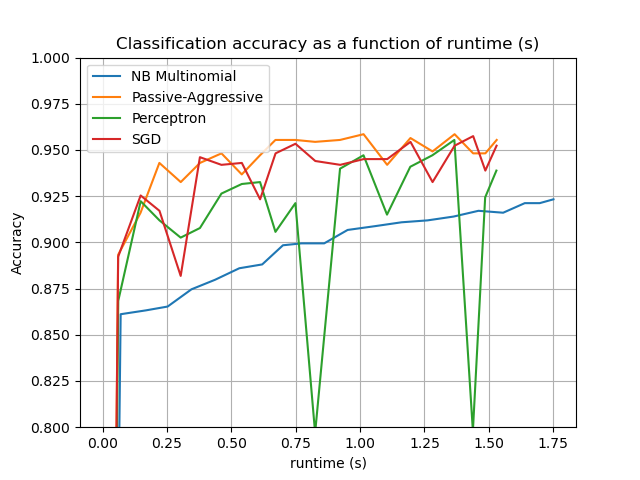 Classification accuracy as a function of runtime (s)
NB Multinomial
Passive-Aggressive
Perceptron
SGD
Accuracy
1.000
0.975
0.950
0.925
0.900
0.875
0.850
0.825
0.800
0.00 0.25 0.50 0.75 1.00 1.25 1.50 1.75
runtime (s)